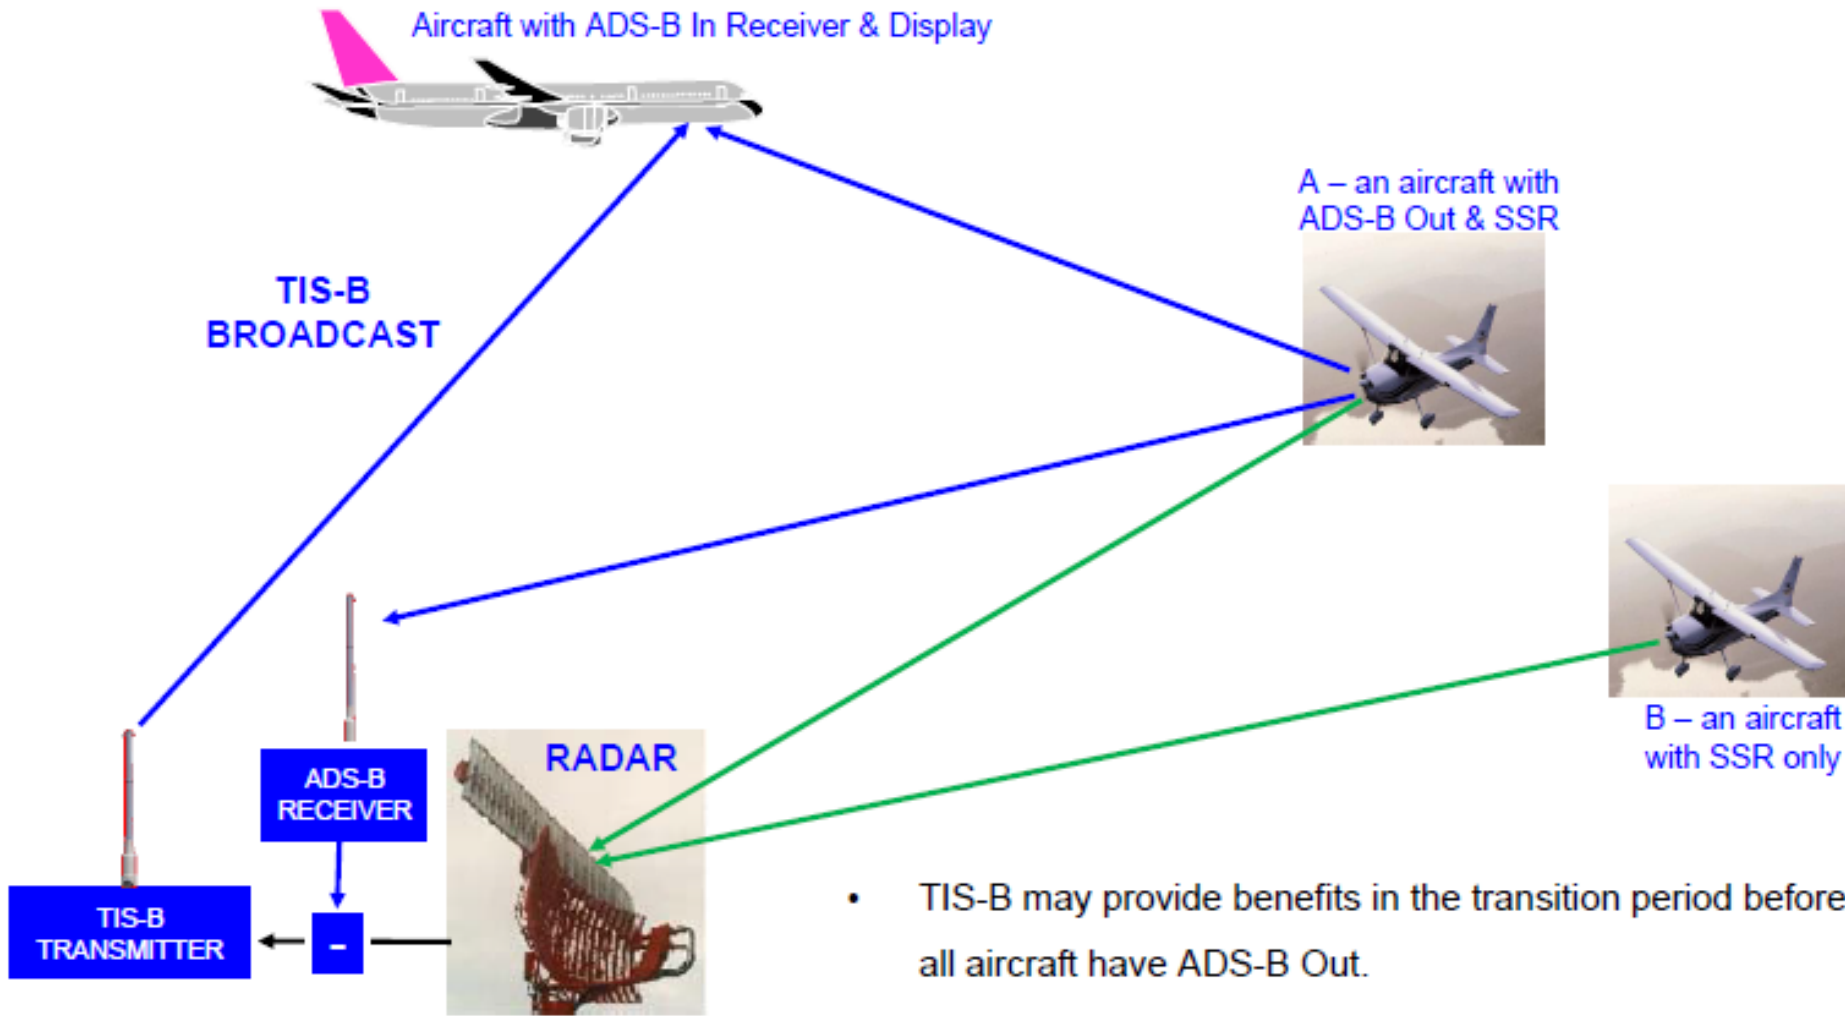 Aircraft with ADS-B In Receiver & Display
A – an aircraft with
ADS-B Out & SSR
TIS-B
BROADCAST
B – an aircraft
with SSR only
RADAR
ADS-B
RECEIVER
TIS-B
TRANSMITTER
-
• TIS-B may provide benefits in the transition period before
all aircraft have ADS-B Out.